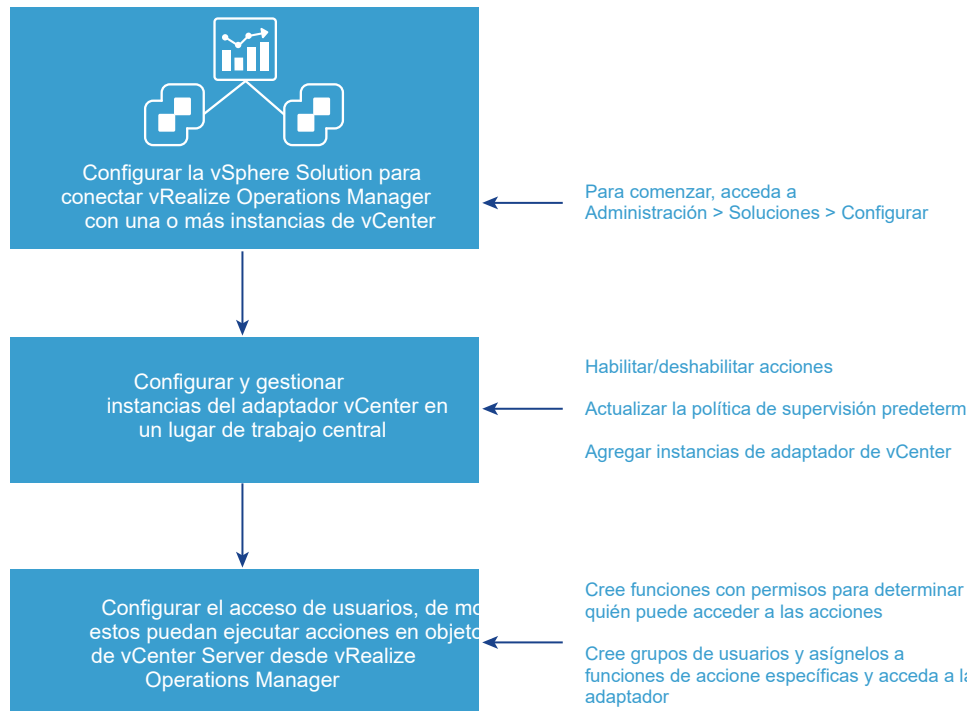 Configurar la vSphere Solution para
conectar vRealize Operations Manager
con una o más instancias de vCenter
Para comenzar, acceda a
Administración > Soluciones > Configurar
Configurar y gestionar
instancias del adaptador vCenter en
un lugar de trabajo central
Habilitar/deshabilitar acciones
Actualizar la política de supervisión predeterm
Agregar instancias de adaptador de vCenter
Configurar el acceso de usuarios, de mo
estos puedan ejecutar acciones en objeto
de vCenter Server desde vRealize
Operations Manager
Cree funciones con permisos para determinar
quién puede acceder a las acciones
Cree grupos de usuarios y asígnelos a
funciones de accione específicas y acceda a la
adaptador